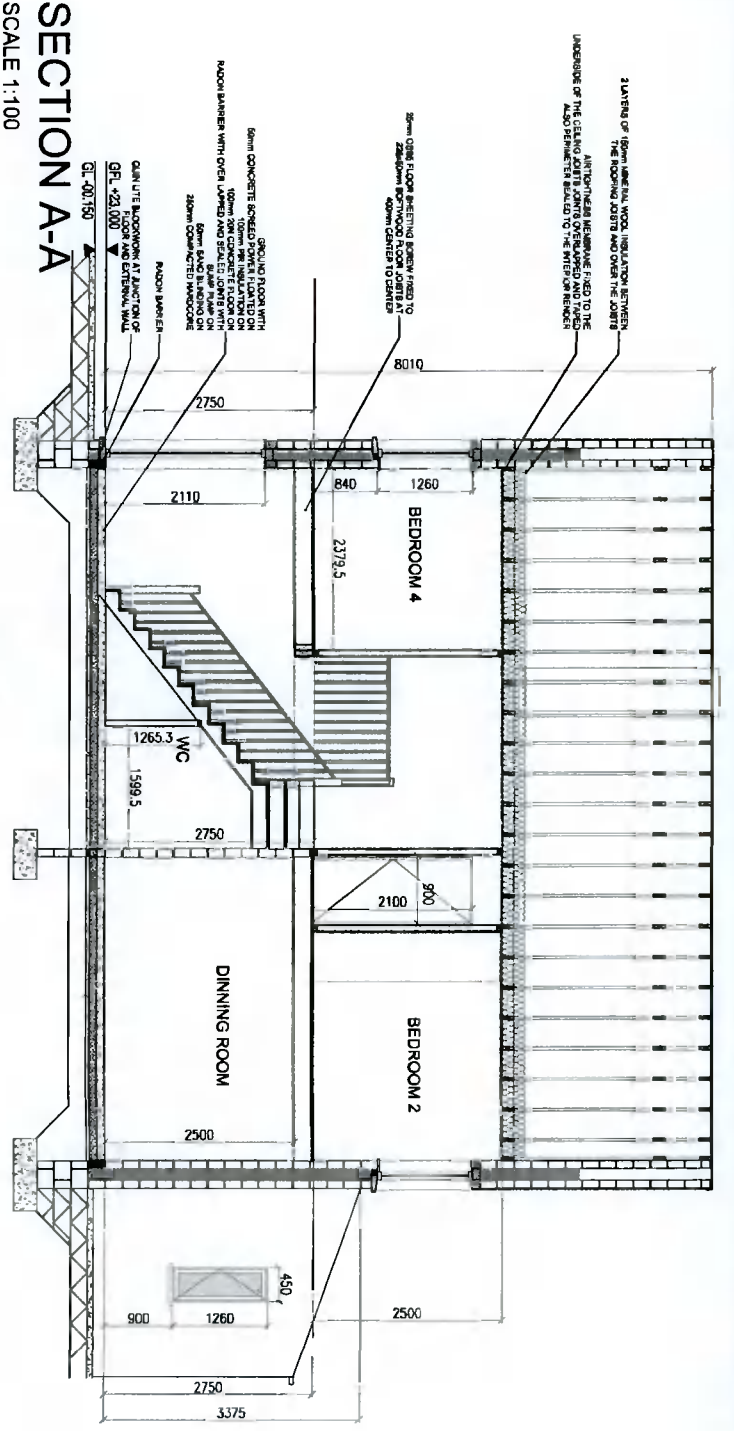 2 LAYERS OF 150mm MINERAL WOOL INSULATION BETWEEN
THE ROOFING JOISTS AND OVER THE JOISTS
AIRTIGHTNESS MEMBRANE FIXED TO THE
UNDERSIDE OF THE CEILING JOISTS JOINTS OVERLAPPED AND TAPED
ALSO PERIMETER SEALED TO THE INTERIOR RENDER
FLOOR SHEETING SCREW FIXED TO
SOFTWOOD FLOOR JOISTS AT
400mm CENTER TO CENTER
GROUND FLOOR WITH
50mm CONCRETE SCREED POWER FLOATED ON
100mm PIR INSULATION ON
100mm 20N CONCRETE FLOOR ON
RADON BARRIER WITH OVER LAPPED AND SEALED JOINTS WITH
SUMP PUMP ON
50mm SAND BLINDING ON
250mm COMPACTED HARDCORE
RADON BARRIER
QUIN LITE BLOCKWORK AT JUNCTION OF
FLOOR AND EXTERNAL WALL
GFL +23.000
GL -00.150
8010
2750
2110
840
1260
2379.5
BEDROOM 4
1265.3
WC
1599.5
2750
900
2100
DINNING ROOM
BEDROOM 2
2500
450
900
1260
2500
2750
3375
SECTION A-A
SCALE 1:100